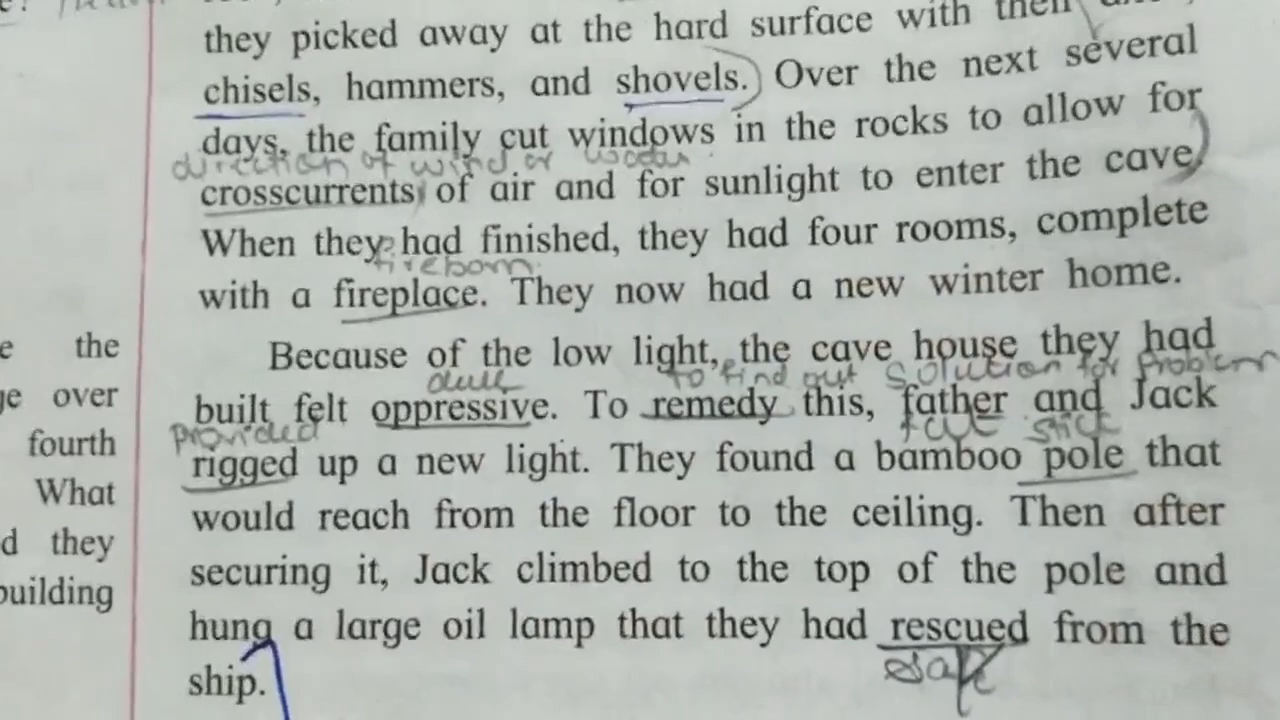 they picked away at the hard surface with their
chisels, hammers, and shovels. Over the next several
days, the family cut windows in the rocks to allow for
direction of wind or water
crosscurrents of air and for sunlight to enter the cave
When they had finished, they had four rooms, complete
with a fireplace. They now had a new winter home.
e the
Because of the low light, the cave house they had
dull to find out solution for problem
over
built felt oppressive. To remedy this, father and Jack
Provided stick
fourth
rigged up a new light. They found a bamboo pole that
What
would reach from the floor to the ceiling. Then after
d they
securing it, Jack climbed to the top of the pole and
building
hung a large oil lamp that they had rescued from the
safe
ship.